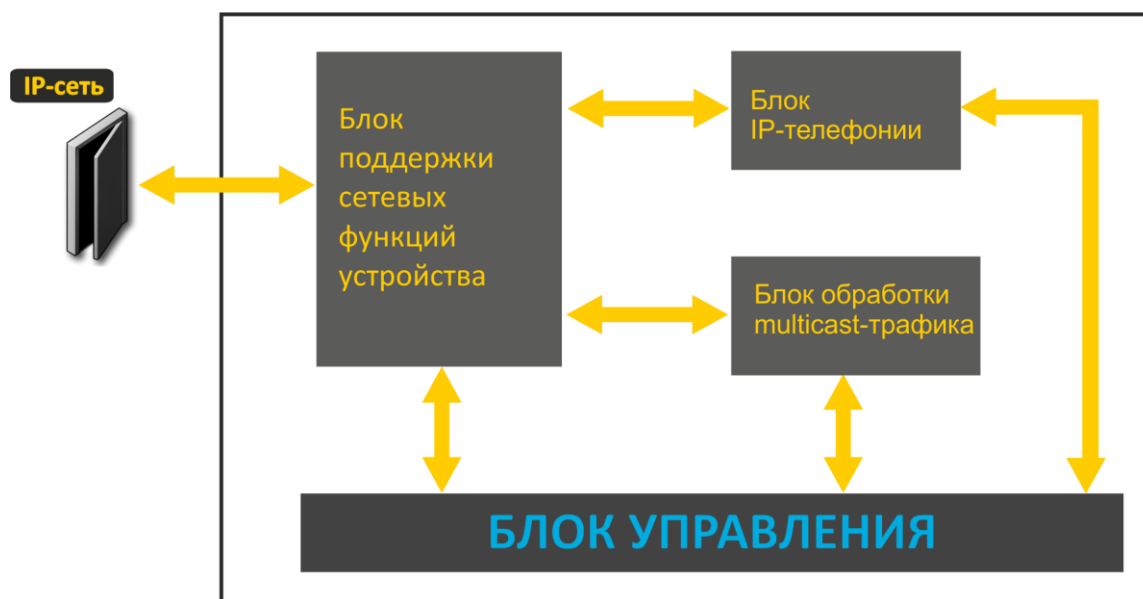 IP-сеть
Блок
поддержки
сетевых
функций
устройства
Блок
IP-телефонии
Блок обработки
multicast-трафика
БЛОК УПРАВЛЕНИЯ